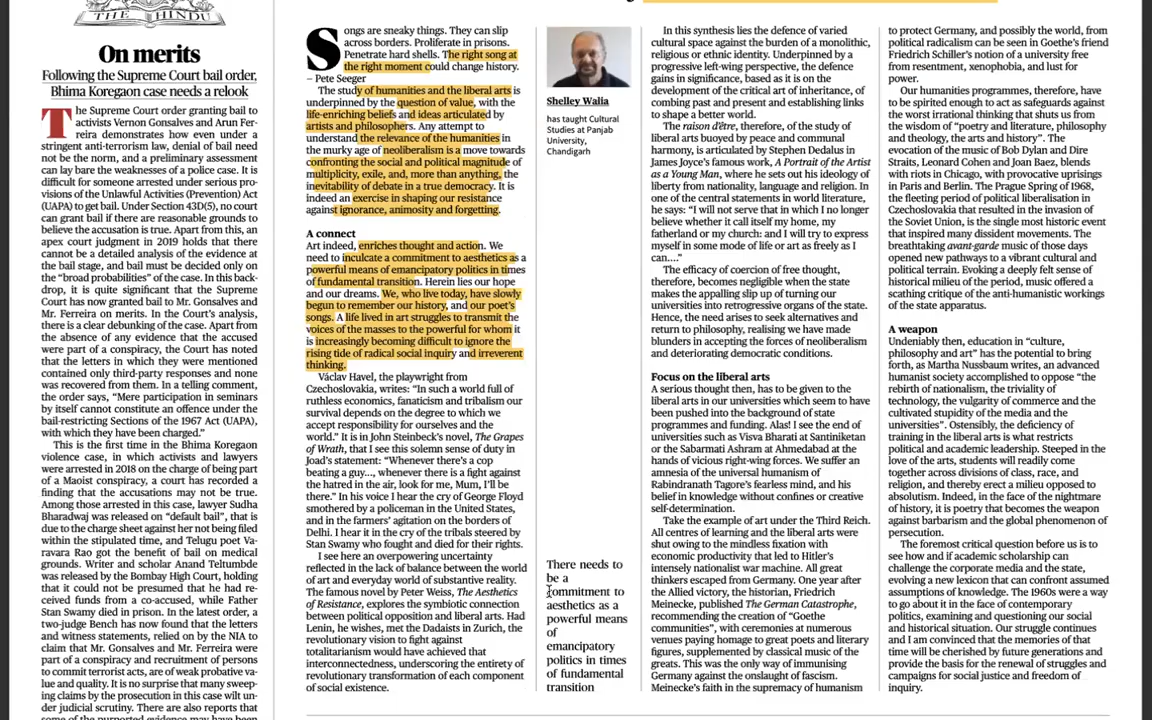 THE HINDU
On merits
Following the Supreme Court bail order,
Bhima Koregaon case needs a relook
The Supreme Court order granting bail to
activists Vernon Gonsalves and Arun Fer-
reira demonstrates how even under a
stringent anti-terrorism law, denial of bail need
not be the norm, and a preliminary assessment
can lay bare the weaknesses of a police case. It is
difficult for someone arrested under serious pro-
visions of the Unlawful Activities (Prevention) Act
(UAPA) to get bail. Under Section 43D(5), no court
can grant bail if there are reasonable grounds to
believe the accusation is true. Apart from this, an
apex court judgment in 2019 holds that there
cannot be a detailed analysis of the evidence at
the bail stage, and bail must be decided only on
the “broad probabilities” of the case. In this back-
drop, it is quite significant that the Supreme
Court has now granted bail to Mr. Gonsalves and
Mr. Ferreira on merits. In the Court’s analysis,
there is a clear debunking of the case. Apart from
the absence of any evidence that the accused
were part of a conspiracy, the Court has noted
that the letters in which they were mentioned
contained only third-party responses and none
was recovered from them. In a telling comment,
the order says, “Mere participation in seminars
by itself cannot constitute an offence under the
bail-restricting Sections of the 1967 Act (UAPA),
with which they have been charged.”
This is the first time in the Bhima Koregaon
violence case, in which activists and lawyers
were arrested in 2018 on the charge of being part
of a Maoist conspiracy, a court has recorded a
finding that the accusations may not be true.
Among those arrested in this case, lawyer Sudha
Bharadwaj was released on “default bail”, that is
due to the charge sheet against her not being filed
within the stipulated time, and Telugu poet Va-
ravara Rao got the benefit of bail on medical
grounds. Writer and scholar Anand Teltumbde
was released by the Bombay High Court, holding
that it could not be presumed that he had re-
ceived funds from a co-accused, while Father
Stan Swamy died in prison. In the latest order, a
two-judge Bench has now found that the letters
and witness statements, relied on by the NIA to
claim that Mr. Gonsalves and Mr. Ferreira were
part of a conspiracy and recruitment of persons
to commit terrorist acts, are of weak probative va-
lue and quality. It is no surprise that many sweep-
ing claims by the prosecution in this case wilt un-
der judicial scrutiny. There are also reports that
some of the purported evidence may have been
Songs are sneaky things. They can slip
across borders. Proliferate in prisons.
Penetrate hard shells. The right song at
the right moment could change history.
– Pete Seeger
The study of humanities and the liberal arts is
underpinned by the question of value, with the
life-enriching beliefs and ideas articulated by
artists and philosophers. Any attempt to
understand the relevance of the humanities in
the murky age of neoliberalism is a move towards
confronting the social and political magnitude of
multiplicity, exile, and, more than anything, the
inevitability of debate in a true democracy. It is
indeed an exercise in shaping our resistance
against ignorance, animosity and forgetting.
A connect
Art indeed, enriches thought and action. We
need to inculcate a commitment to aesthetics as a
powerful means of emancipatory politics in times
of fundamental transition. Herein lies our hope
and our dreams. We, who live today, have slowly
begun to remember our history, and our poet’s
songs. A life lived in art struggles to transmit the
voices of the masses to the powerful for whom it
is increasingly becoming difficult to ignore the
rising tide of radical social inquiry and irreverent
thinking.
Václav Havel, the playwright from
Czechoslovakia, writes: “In such a world full of
ruthless economics, fanaticism and tribalism our
survival depends on the degree to which we
accept responsibility for ourselves and the
world.” It is in John Steinbeck’s novel, The Grapes
of Wrath, that I see this solemn sense of duty in
Joad’s statement: “Whenever there’s a cop
beating a guy..., whenever there is a fight against
the hatred in the air, look for me, Mum, I’ll be
there.” In his voice I hear the cry of George Floyd
smothered by a policeman in the United States,
and in the farmers’ agitation on the borders of
Delhi. I hear it in the cry of the tribals steered by
Stan Swamy who fought and died for their rights.
I see here an overpowering uncertainty
reflected in the lack of balance between the world
of art and everyday world of substantive reality.
The famous novel by Peter Weiss, The Aesthetics
of Resistance, explores the symbiotic connection
between political opposition and liberal arts. Had
Lenin, he wishes, met the Dadaists in Zurich, the
revolutionary vision to fight against
totalitarianism would have achieved that
interconnectedness, underscoring the entirety of
revolutionary transformation of each component
of social existence.
Shelley Walia
has taught Cultural
Studies at Panjab
University,
Chandigarh
There needs to
be a
commitment to
aesthetics as a
powerful means
of
emancipatory
politics in times
of fundamental
transition
In this synthesis lies the defence of varied
cultural space against the burden of a monolithic,
religious or ethnic identity. Underpinned by a
progressive left-wing perspective, the defence
gains in significance, based as it is on the
development of the critical art of inheritance, of
combing past and present and establishing links
to shape a better world.
The raison d’être, therefore, of the study of
liberal arts buoyed by peace and communal
harmony, is articulated by Stephen Dedalus in
James Joyce’s famous work, A Portrait of the Artist
as a Young Man, where he sets out his ideology of
liberty from nationality, language and religion. In
one of the central statements in world literature,
he says: “I will not serve that in which I no longer
believe whether it call itself my home, my
fatherland or my church: and I will try to express
myself in some mode of life or art as freely as I
can....”
The efficacy of coercion of free thought,
therefore, becomes negligible when the state
makes the appalling slip up of turning our
universities into retrogressive organs of the state.
Hence, the need arises to seek alternatives and
return to philosophy, realising we have made
blunders in accepting the forces of neoliberalism
and deteriorating democratic conditions.
Focus on the liberal arts
A serious thought then, has to be given to the
liberal arts in our universities which seem to have
been pushed into the background of state
programmes and funding. Alas! I see the end of
universities such as Visva Bharati at Santiniketan
or the Sabarmati Ashram at Ahmedabad at the
hands of vicious right-wing forces. We suffer an
amnesia of the universal humanism of
Rabindranath Tagore’s fearless mind, and his
belief in knowledge without confines or creative
self-determination.
Take the example of art under the Third Reich.
All centres of learning and the liberal arts were
shut owing to the mindless fixation with
economic productivity that led to Hitler’s
intensely nationalist war machine. All great
thinkers escaped from Germany. One year after
the Allied victory, the historian, Friedrich
Meinecke, published The German Catastrophe,
recommending the creation of “Goethe
communities”, with ceremonies at numerous
venues paying homage to great poets and literary
figures, supplemented by classical music of the
greats. This was the only way of immunising
Germany against the onslaught of fascism.
Meinecke’s faith in the supremacy of humanism
to protect Germany, and possibly the world, from
political radicalism can be seen in Goethe’s friend
Friedrich Schiller’s notion of a university free
from resentment, xenophobia, and lust for
power.
Our humanities programmes, therefore, have
to be spirited enough to act as safeguards against
the worst irrational thinking that shuts us from
the wisdom of “poetry and literature, philosophy
and theology, the arts and history”. The
evocation of the music of Bob Dylan and Dire
Straits, Leonard Cohen and Joan Baez, blends
with riots in Chicago, with provocative uprisings
in Paris and Berlin. The Prague Spring of 1968,
the fleeting period of political liberalisation in
Czechoslovakia that resulted in the invasion of
the Soviet Union, is the single most historic event
that inspired many dissident movements. The
breathtaking avant-garde music of those days
opened new pathways to a vibrant cultural and
political terrain. Evoking a deeply felt sense of
historical milieu of the period, music offered a
scathing critique of the anti-humanistic workings
of the state apparatus.
A weapon
Undeniably then, education in “culture,
philosophy and art” has the potential to bring
forth, as Martha Nussbaum writes, an advanced
humanist society accomplished to oppose “the
rebirth of nationalism, the triviality of
technology, the vulgarity of commerce and the
cultivated stupidity of the media and the
universities”. Ostensibly, the deficiency of
training in the liberal arts is what restricts
political and academic leadership. Steeped in the
love of the arts, students will readily come
together across divisions of class, race, and
religion, and thereby erect a milieu opposed to
absolutism. Indeed, in the face of the nightmare
of history, it is poetry that becomes the weapon
against barbarism and the global phenomenon of
persecution.
The foremost critical question before us is to
see how and if academic scholarship can
challenge the corporate media and the state,
evolving a new lexicon that can confront assumed
assumptions of knowledge. The 1960s were a way
to go about it in the face of contemporary
politics, examining and questioning our social
and historical situation. Our struggle continues
and I am convinced that the memories of that
time will be cherished by future generations and
provide the basis for the renewal of struggles and
campaigns for social justice and freedom of
inquiry.